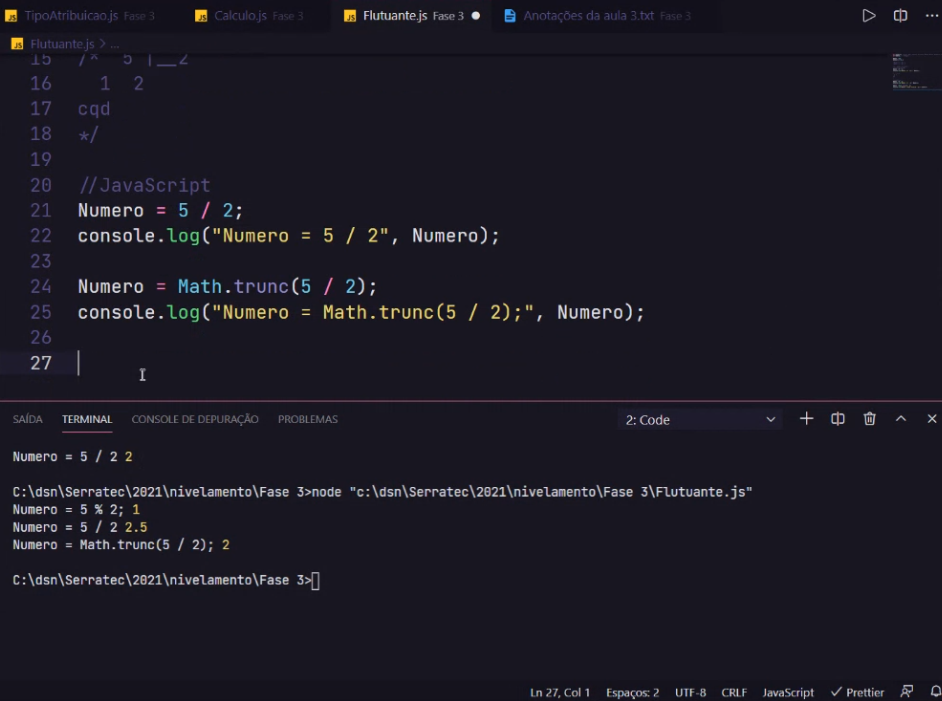 JS TipoAtribuicao.js Fase 3 JS Calculo.js Fase 3 JS Flutuante.js Fase 3 Anotações da aula 3.txt Fase 3
JS Flutuante.js > ...
15 /* 5 |__2
16 1 2
17 cqd
18 */
19
20 //JavaScript
21 Numero = 5 / 2;
22 console.log("Numero = 5 / 2", Numero);
23
24 Numero = Math.trunc(5 / 2);
25 console.log("Numero = Math.trunc(5 / 2);", Numero);
26
27
SAÍDA TERMINAL CONSOLE DE DEPURAÇÃO PROBLEMAS 2: Code
Numero = 5 / 2 2
C:\dsn\Serratec\2021\nivelamento\Fase 3>node "c:\dsn\Serratec\2021\nivelamento\Fase 3\Flutuante.js"
Numero = 5 % 2; 1
Numero = 5 / 2 2.5
Numero = Math.trunc(5 / 2); 2
C:\dsn\Serratec\2021\nivelamento\Fase 3>
Ln 27, Col 1 Espaços: 2 UTF-8 CRLF JavaScript Prettier